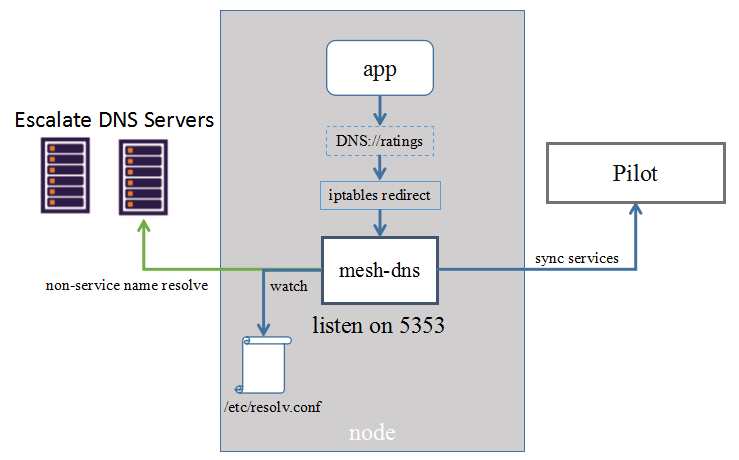 app
Escalate DNS Servers
DNS://ratings
Pilot
iptables redirect
mesh-dns
sync services
non-service name resolve
watch
listen on 5353
/etc/resolv.conf
node